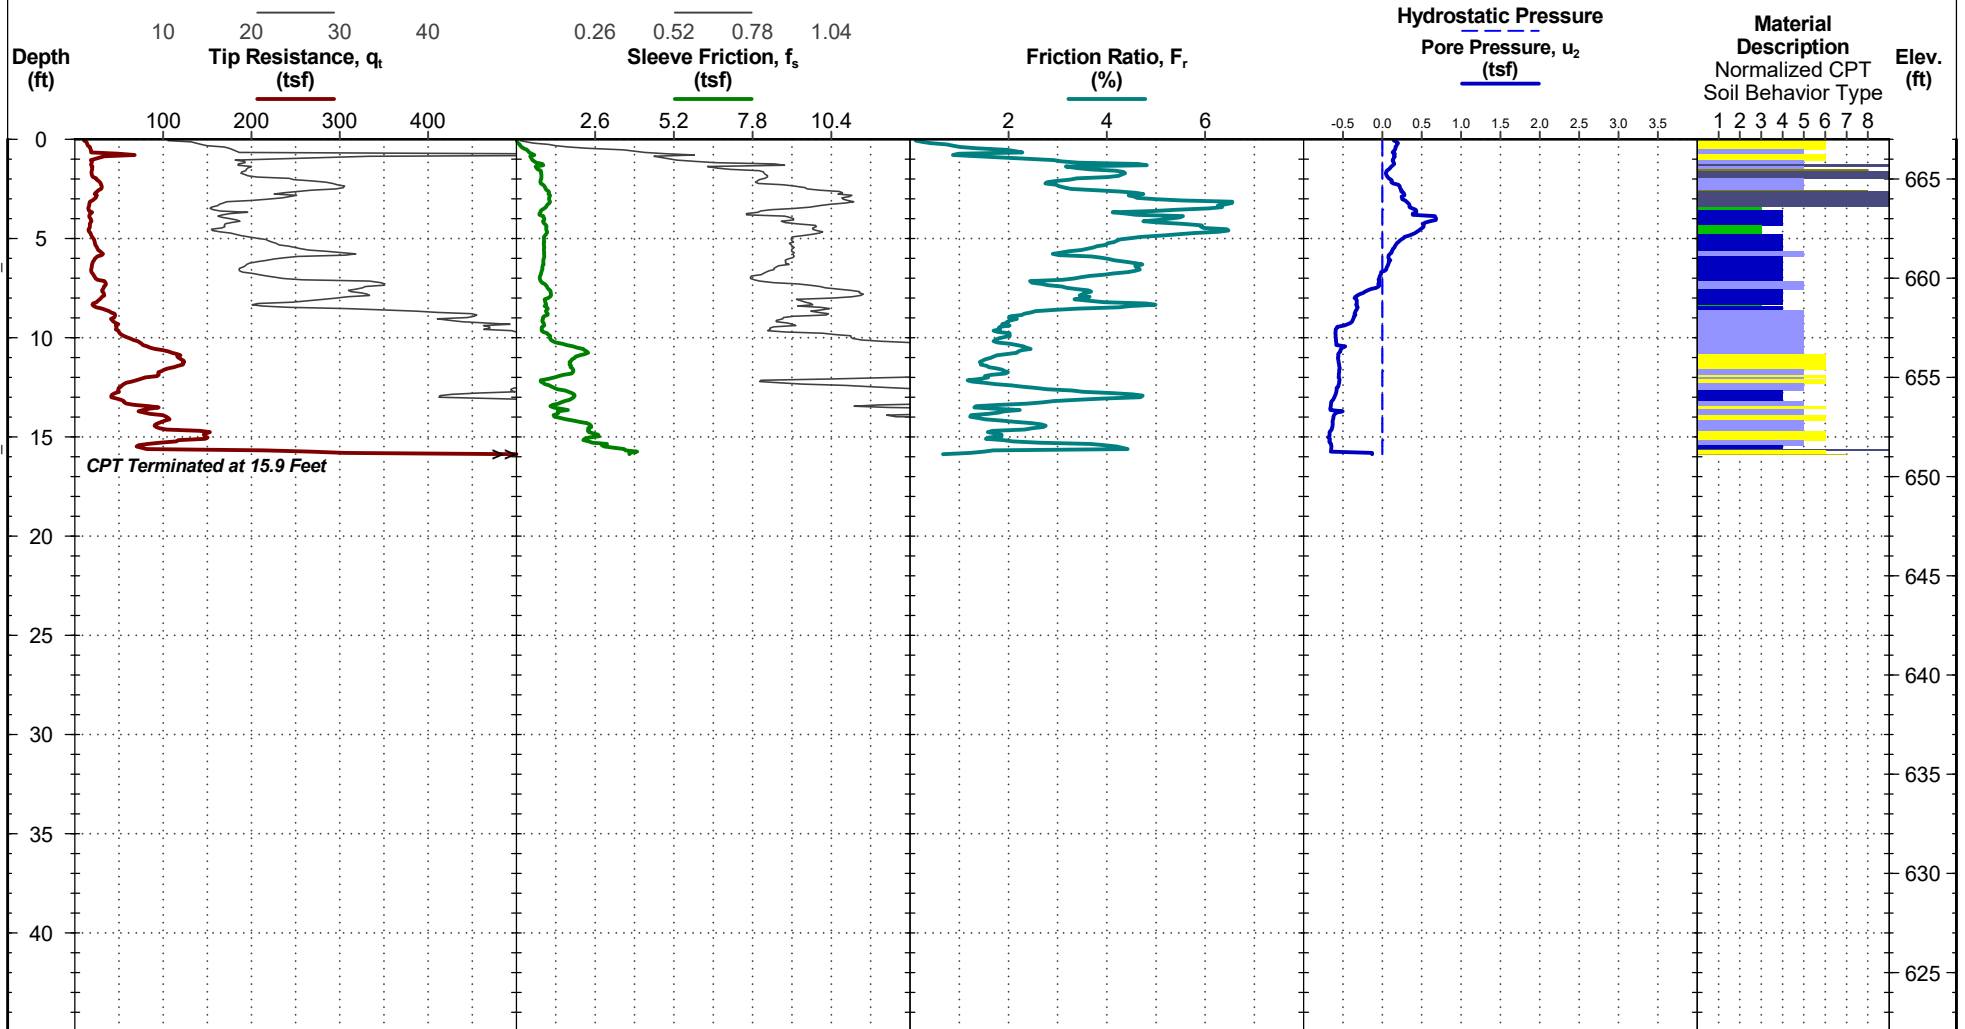 10 20 30 40
0.26 0.52 0.78 1.04
Hydrostatic Pressure
Depth
(ft)
Tip Resistance, qt
(tsf)
Sleeve Friction, fs
(tsf)
Friction Ratio, Fr
(%)
Pore Pressure, u2
(tsf)
Material
Description
Normalized CPT
Soil Behavior Type
Elev.
(ft)
100 200 300 400
2.6 5.2 7.8 10.4
2 4 6
-0.5 0.0 0.5 1.0 1.5 2.0 2.5 3.0 3.5
1 2 3 4 5 6 7 8
0
665
5
660
10
655
15
CPT Terminated at 15.9 Feet
650
20
645
25
640
30
635
35
630
40
625